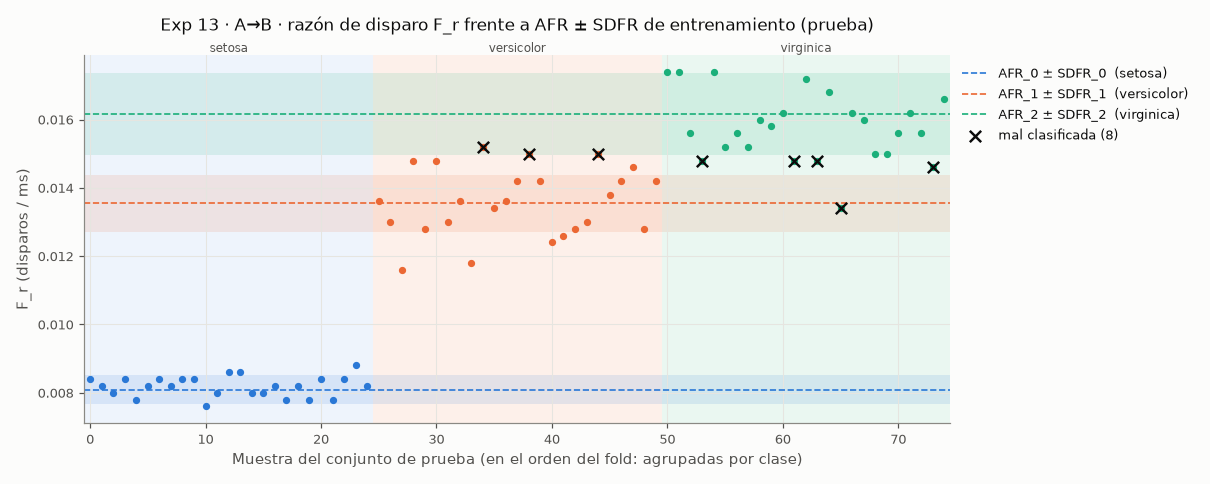 Exp 13 · A→B · razón de disparo F_r frente a AFR ± SDFR de entrenamiento (prueba)
setosa versicolor virginica
AFR_0 ± SDFR_0 (setosa)
AFR_1 ± SDFR_1 (versicolor)
AFR_2 ± SDFR_2 (virginica)
mal clasificada (8)
F_r (disparos / ms)
0.016
0.014
0.012
0.010
0.008
0 10 20 30 40 50 60 70
Muestra del conjunto de prueba (en el orden del fold: agrupadas por clase)